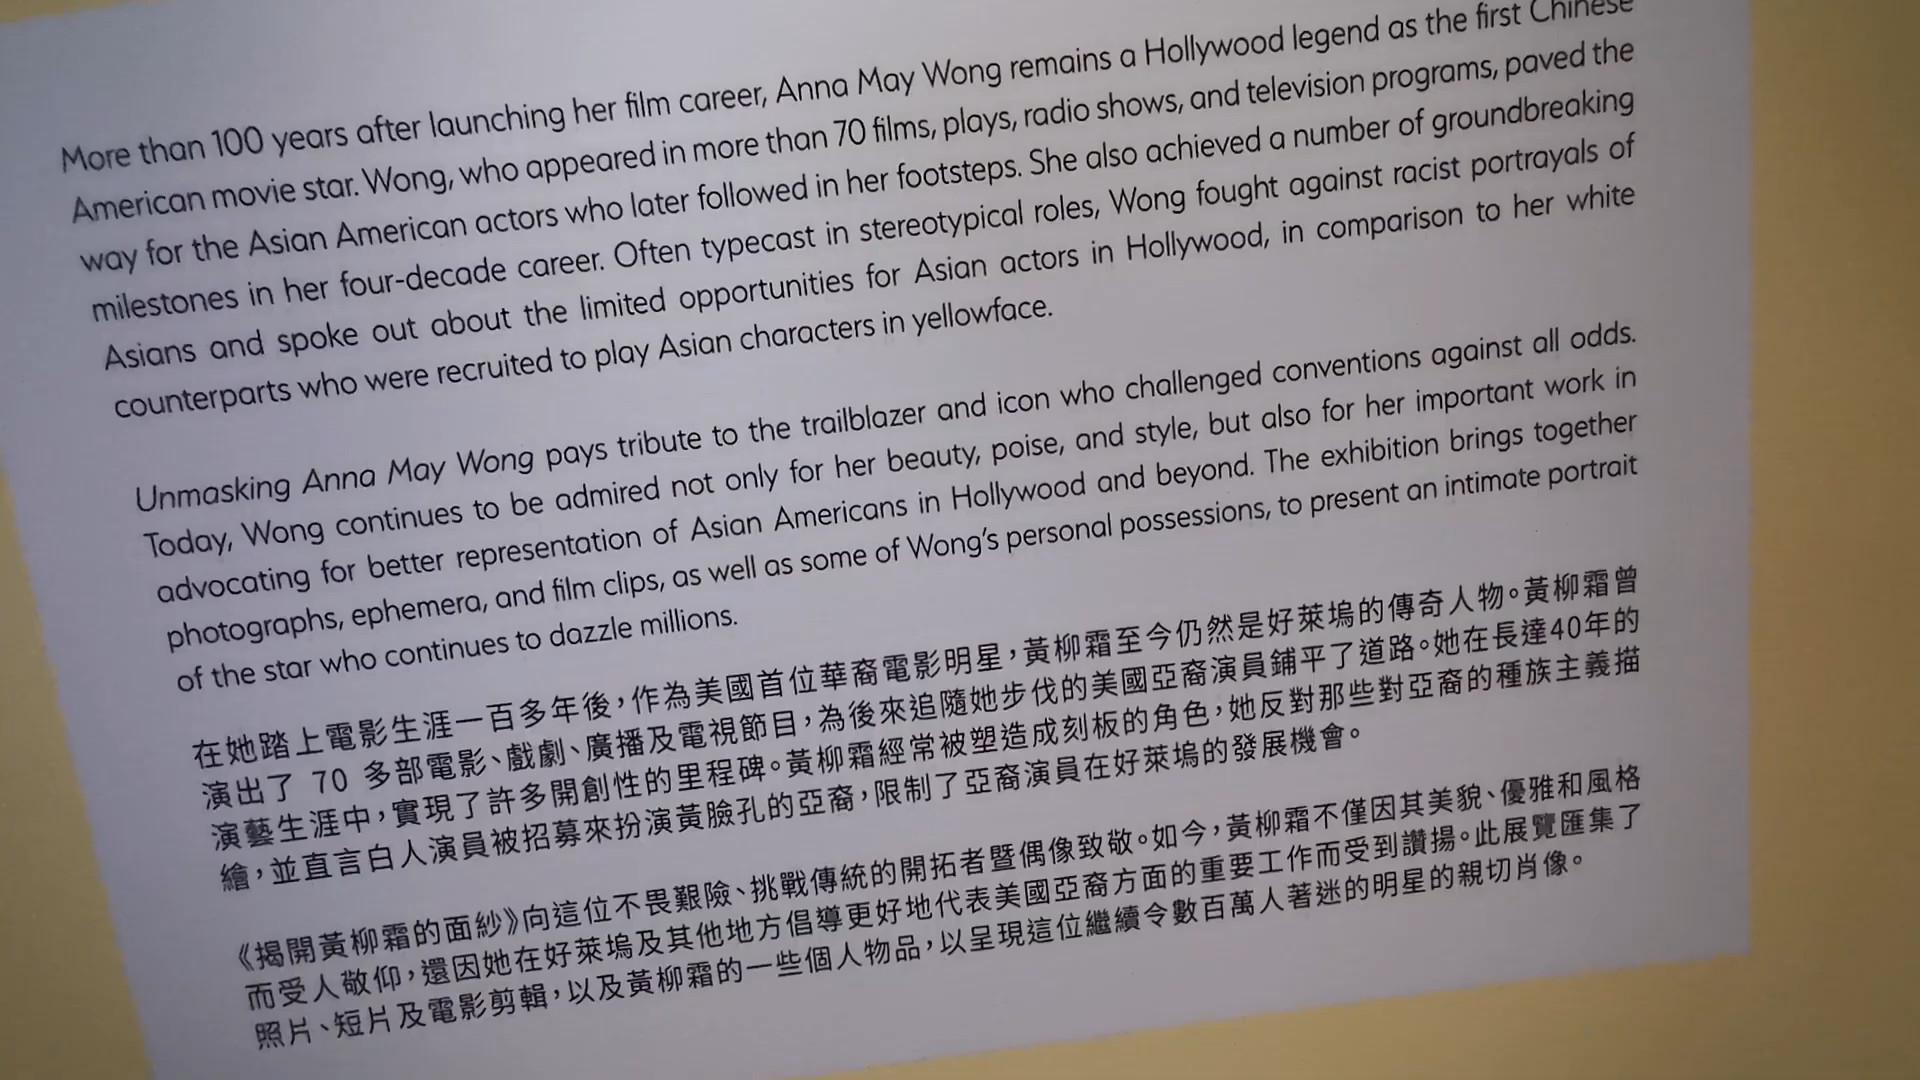 More than 100 years after launching her film career, Anna May Wong remains a Hollywood legend as the first Chinese
American movie star. Wong, who appeared in more than 70 films, plays, radio shows, and television programs, paved the
way for the Asian American actors who later followed in her footsteps. She also achieved a number of groundbreaking
milestones in her four-decade career. Often typecast in stereotypical roles, Wong fought against racist portrayals of
Asians and spoke out about the limited opportunities for Asian actors in Hollywood, in comparison to her white
counterparts who were recruited to play Asian characters in yellowface.
Unmasking Anna May Wong pays tribute to the trailblazer and icon who challenged conventions against all odds.
Today, Wong continues to be admired not only for her beauty, poise, and style, but also for her important work in
advocating for better representation of Asian Americans in Hollywood and beyond. The exhibition brings together
photographs, ephemera, and film clips, as well as some of Wong's personal possessions, to present an intimate portrait
of the star who continues to dazzle millions.
在她踏上電影生涯一百多年後，作為美國首位華裔電影明星，黃柳霜至今仍然是好萊塢的傳奇人物。黃柳霜曾
演出了 70 多部電影、戲劇、廣播及電視節目，為後來追隨她步伐的美國亞裔演員鋪平了道路。她在長達40年的
演藝生涯中，實現了許多開創性的里程碑。黃柳霜經常被塑造成刻板的角色，她反對那些對亞裔的種族主義描
繪，並直言白人演員被招募來扮演黃臉孔的亞裔，限制了亞裔演員在好萊塢的發展機會。
《揭開黃柳霜的面紗》向這位不畏艱險、挑戰傳統的開拓者暨偶像致敬。如今，黃柳霜不僅因其美貌、優雅和風格
而受人敬仰，還因她在好萊塢及其他地方倡導更好地代表美國亞裔方面的重要工作而受到讚揚。此展覽匯集了
照片、短片及電影剪輯，以及黃柳霜的一些個人物品，以呈現這位繼續令數百萬人著迷的明星的親切肖像。